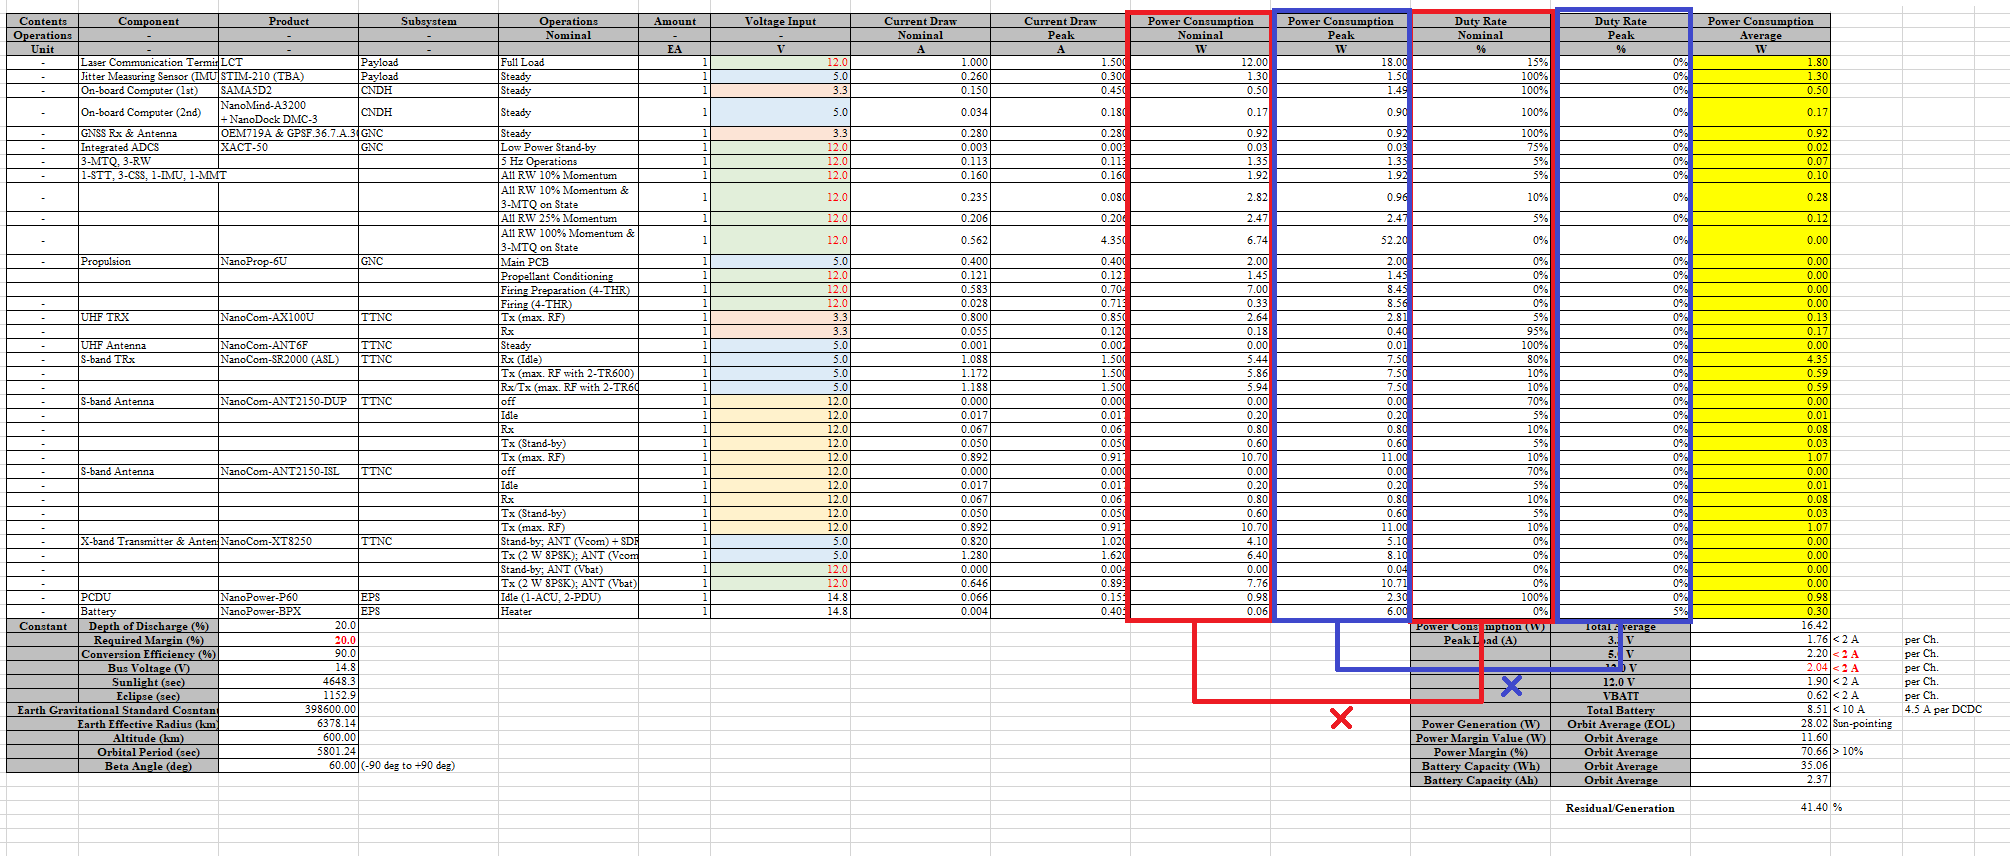 Contents Component Product Subsystem Operations Amount Voltage Input Current Draw Current Draw Power Consumption Power Consumption Duty Rate Duty Rate Power Consumption
Operations - - - Nominal - - Nominal Peak Nominal Peak Nominal Peak Average
Unit - - - EA V A A W W % % W
- Laser Communication Termin LCT Payload Full Load 1 12.0 1.000 1.500 12.00 18.00 15% 0% 1.80
- Jitter Measuring Sensor (IMU STIM-210 (TBA) Payload Steady 1 5.0 0.260 0.300 1.30 1.50 100% 0% 1.30
- On-board Computer (1st) SAMA5D2 CNDH Steady 1 3.3 0.150 0.450 0.50 1.49 100% 0% 0.50
- On-board Computer (2nd) NanoMind-A3200 + NanoDock DMC-3 CNDH Steady 1 5.0 0.034 0.180 0.17 0.90 100% 0% 0.17
- GNSS Rx & Antenna OEM719A & GPSF.36.7.A.30 GNC Steady 1 3.3 0.280 0.280 0.92 0.92 100% 0% 0.92
- Integrated ADCS XACT-50 GNC Low Power Stand-by 1 12.0 0.003 0.003 0.03 0.03 75% 0% 0.02
- 3-MTQ, 3-RW 5 Hz Operations 1 12.0 0.113 0.113 1.35 1.35 5% 0% 0.07
- 1-STT, 3-CSS, 1-IMU, 1-MMT All RW 10% Momentum 1 12.0 0.160 0.160 1.92 1.92 5% 0% 0.10
- All RW 10% Momentum & 3-MTQ on State 1 12.0 0.235 0.080 2.82 0.96 10% 0% 0.28
- All RW 25% Momentum 1 12.0 0.206 0.206 2.47 2.47 5% 0% 0.12
- All RW 100% Momentum & 3-MTQ on State 1 12.0 0.562 4.350 6.74 52.20 0% 0% 0.00
- Propulsion NanoProp-6U GNC Main PCB 1 5.0 0.400 0.400 2.00 2.00 0% 0% 0.00
Propellant Conditioning 1 12.0 0.121 0.121 1.45 1.45 0% 0% 0.00
Firing Preparation (4-THR) 1 12.0 0.583 0.704 7.00 8.45 0% 0% 0.00
- Firing (4-THR) 1 12.0 0.028 0.713 0.33 8.56 0% 0% 0.00
- UHF TRX NanoCom-AX100U TTNC Tx (max. RF) 1 3.3 0.800 0.850 2.64 2.81 5% 0% 0.13
- Rx 1 3.3 0.055 0.120 0.18 0.40 95% 0% 0.17
- UHF Antenna NanoCom-ANT6F TTNC Steady 1 5.0 0.001 0.002 0.00 0.01 100% 0% 0.00
- S-band TRx NanoCom-SR2000 (ASL) TTNC Rx (Idle) 1 5.0 1.088 1.500 5.44 7.50 80% 0% 4.35
- Tx (max. RF with 2-TR600) 1 5.0 1.172 1.500 5.86 7.50 10% 0% 0.59
- Rx/Tx (max. RF with 2-TR60 1 5.0 1.188 1.500 5.94 7.50 10% 0% 0.59
- S-band Antenna NanoCom-ANT2150-DUP TTNC off 1 12.0 0.000 0.000 0.00 0.00 70% 0% 0.00
- Idle 1 12.0 0.017 0.017 0.20 0.20 5% 0% 0.01
- Rx 1 12.0 0.067 0.067 0.80 0.80 10% 0% 0.08
- Tx (Stand-by) 1 12.0 0.050 0.050 0.60 0.60 5% 0% 0.03
- Tx (max. RF) 1 12.0 0.892 0.917 10.70 11.00 10% 0% 1.07
- S-band Antenna NanoCom-ANT2150-ISL TTNC off 1 12.0 0.000 0.000 0.00 0.00 70% 0% 0.00
- Idle 1 12.0 0.017 0.017 0.20 0.20 5% 0% 0.01
- Rx 1 12.0 0.067 0.067 0.80 0.80 10% 0% 0.08
- Tx (Stand-by) 1 12.0 0.050 0.050 0.60 0.60 5% 0% 0.03
- Tx (max. RF) 1 12.0 0.892 0.917 10.70 11.00 10% 0% 1.07
- X-band Transmitter & Anten NanoCom-XT8250 TTNC Stand-by; ANT (Vcom) + SDR 1 5.0 0.820 1.020 4.10 5.10 0% 0% 0.00
- Tx (2 W 8PSK); ANT (Vcom 1 5.0 1.280 1.620 6.40 8.10 0% 0% 0.00
- Stand-by; ANT (Vbat) 1 12.0 0.000 0.004 0.00 0.04 0% 0% 0.00
- Tx (2 W 8PSK); ANT (Vbat) 1 12.0 0.646 0.893 7.76 10.71 0% 0% 0.00
- PCDU NanoPower-P60 EPS Idle (1-ACU, 2-PDU) 1 14.8 0.066 0.155 0.98 2.30 100% 0% 0.98
- Battery NanoPower-BPX EPS Heater 1 14.8 0.004 0.405 0.06 6.00 0% 5% 0.30
Constant Depth of Discharge (%) 20.0 Power Consumption (W) Total Average 16.42
Required Margin (%) 20.0 Peak Load (A) 3. V 1.76 < 2 A per Ch.
Conversion Efficiency (%) 90.0 5. V 2.20 < 2 A per Ch.
Bus Voltage (V) 14.8 12.0 V 2.04 < 2 A per Ch.
Sunlight (sec) 4648.3 12.0 V 1.90 < 2 A per Ch.
Eclipse (sec) 1152.9 VBATT 0.62 < 2 A per Ch.
Earth Gravitational Standard Cosntan 398600.00 Total Battery 8.51 < 10 A 4.5 A per DCDC
Earth Effective Radius (km) 6378.14 Power Generation (W) Orbit Average (EOL) 28.02 Sun-pointing
Altitude (km) 600.00 Power Margin Value (W) Orbit Average 11.60
Orbital Period (sec) 5801.24 Power Margin (%) Orbit Average 70.66 > 10%
Beta Angle (deg) 60.00 (-90 deg to +90 deg) Battery Capacity (Wh) Orbit Average 35.06
Battery Capacity (Ah) Orbit Average 2.37
Residual/Generation 41.40 %